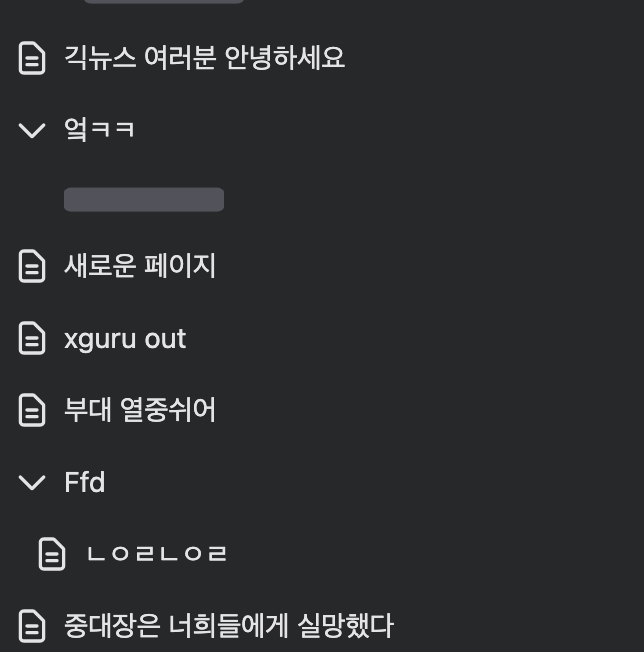 긱뉴스 여러분 안녕하세요
얼ㅋㅋ
새로운 페이지
xguru out
부대 열중쉬어
Ffd
ㄴㅇㄹㄴㅇㄹ
중대장은 너희들에게 실망했다